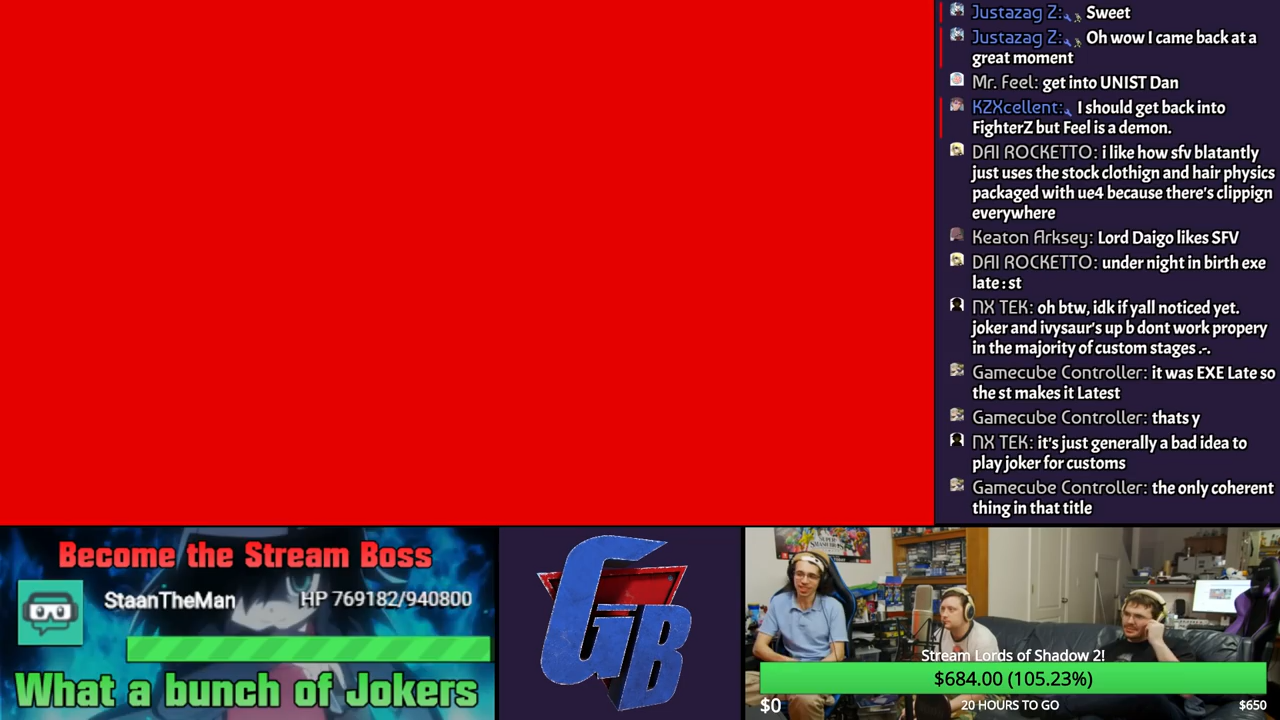 Justazag Z: Sweet
Justazag Z: Oh wow I came back at a
great moment
Mr. Feel: get into UNIST Dan
KZXcellent: I should get back into
FighterZ but Feel is a demon.
DAI ROCKETTO: i like how sfv blatantly
just uses the stock clothign and hair physics
packaged with ue4 because there's clippign
everywhere
Keaton Arksey: Lord Daigo likes SFV
DAI ROCKETTO: under night in birth exe
late : st
NX TEK: oh btw, idk if yall noticed yet.
joker and ivysaur's up b dont work propery
in the majority of custom stages .-.
Gamecube Controller: it was EXE Late so
the st makes it Latest
Gamecube Controller: thats y
NX TEK: it's just generally a bad idea to
play joker for customs
Gamecube Controller: the only coherent
thing in that title
Become the Stream Boss
StaanTheMan HP 769182/940800
What a bunch of Jokers
GB
Stream Lords of Shadow 2!
$684.00 (105.23%)
$0 20 HOURS TO GO $650